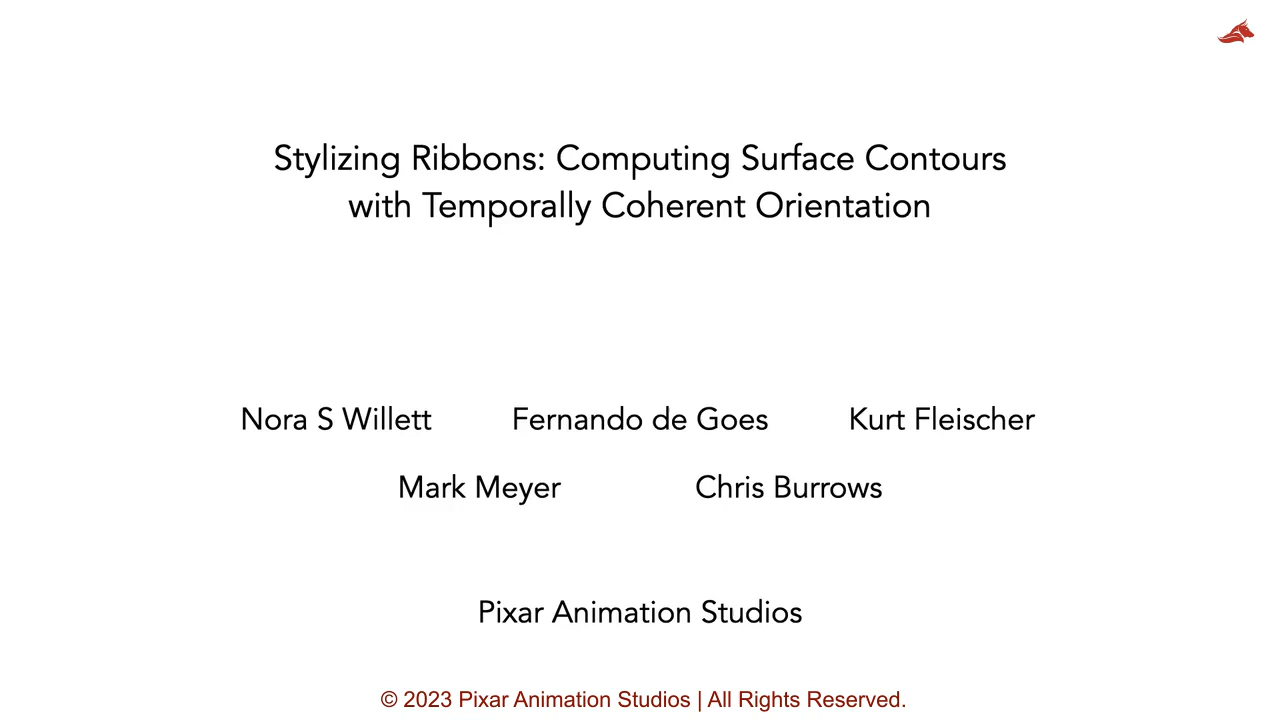 Stylizing Ribbons: Computing Surface Contours
with Temporally Coherent Orientation
Nora S Willett Fernando de Goes Kurt Fleischer
Mark Meyer Chris Burrows
Pixar Animation Studios
© 2023 Pixar Animation Studios | All Rights Reserved.